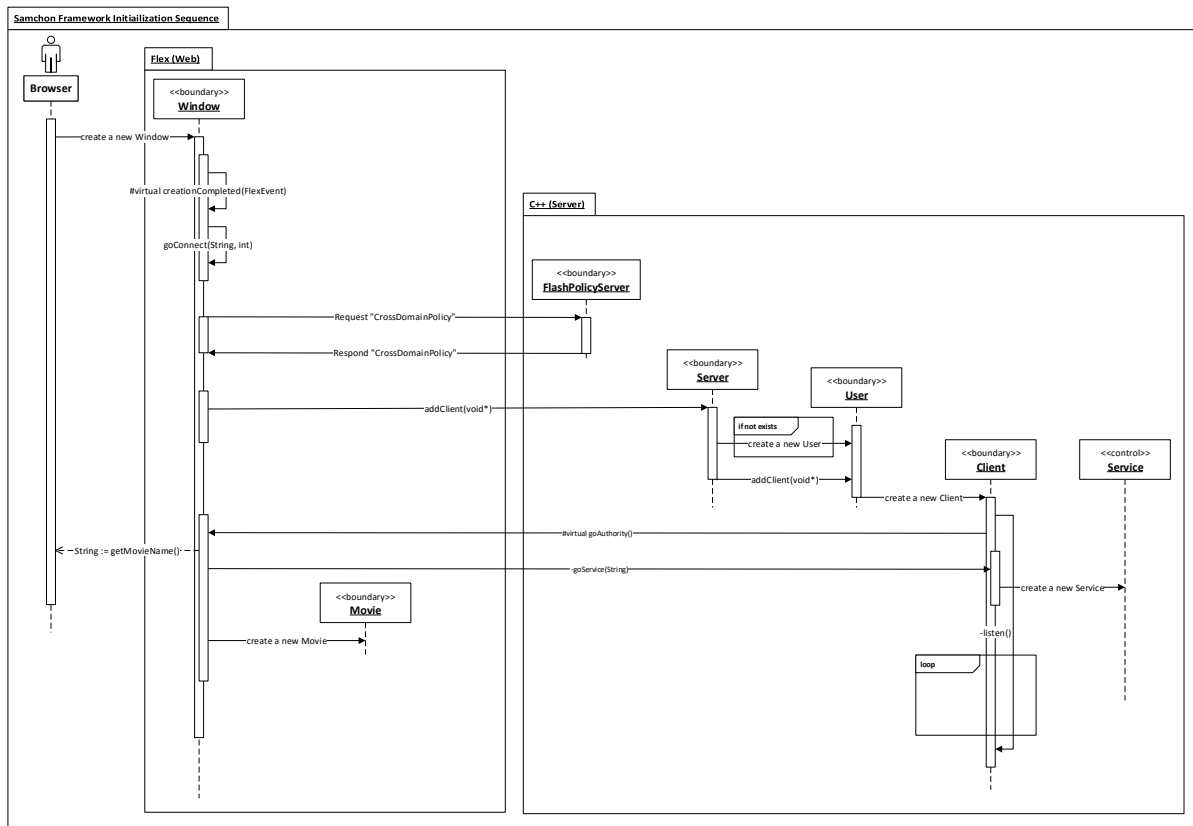 Samchon Framework Initiailization Sequence
Browser
Flex (Web)
<<boundary>>
Window
create a new Window
#virtual creationCompleted(FlexEvent)
goConnect(String, int)
C++ (Server)
<<boundary>>
FlashPolicyServer
Request "CrossDomainPolicy"
Respond "CrossDomainPolicy"
<<boundary>>
Server
<<boundary>>
User
addClient(void*)
if not exists
create a new User
addClient(void*)
<<boundary>>
Client
<<control>>
Service
create a new Client
#virtual goAuthority()
String := getMovieName()
-goService(String)
create a new Service
<<boundary>>
Movie
create a new Movie
-listen()
loop